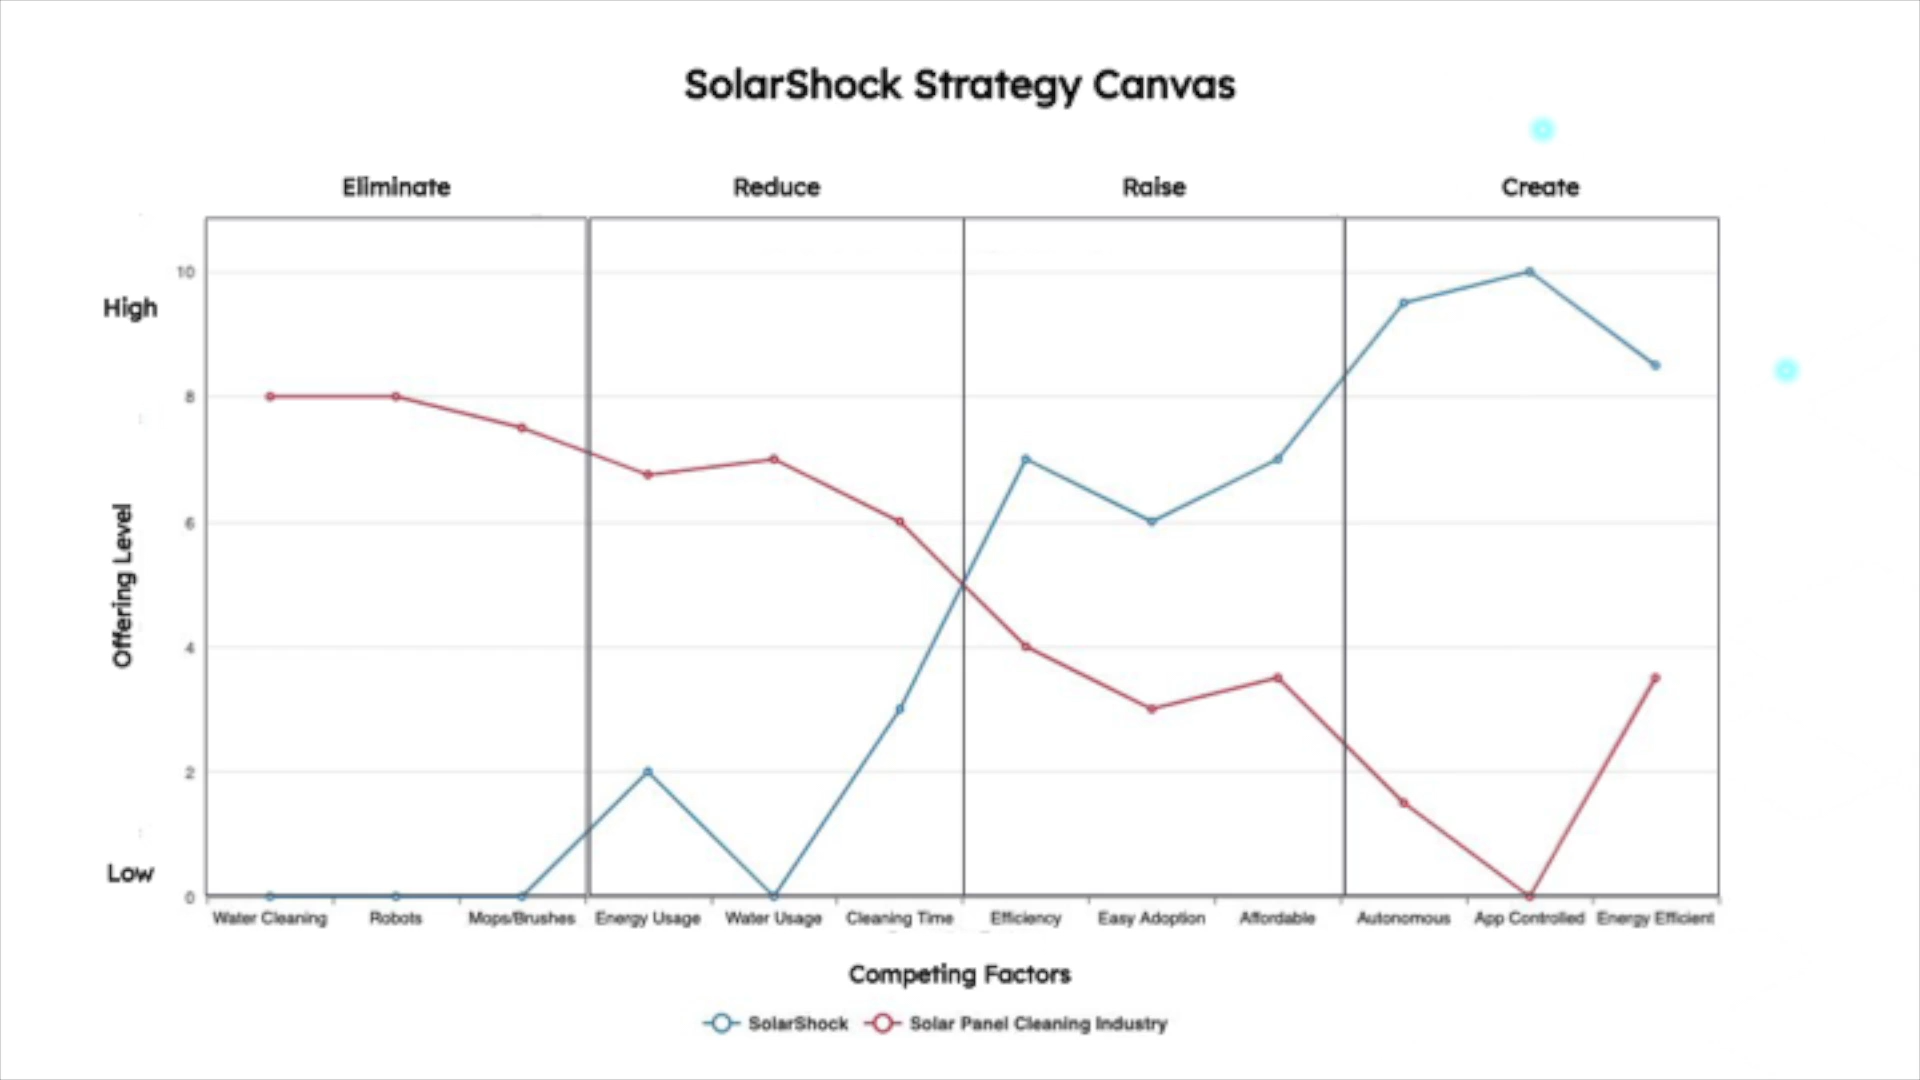 SolarShock Strategy Canvas
Eliminate Reduce Raise Create
High
Low
Offering Level
10
8
6
4
2
0
Water Cleaning Robots Mops/Brushes Energy Usage Water Usage Cleaning Time Efficiency Easy Adoption Affordable Autonomous App Controlled Energy Efficient
Competing Factors
SolarShock Solar Panel Cleaning Industry